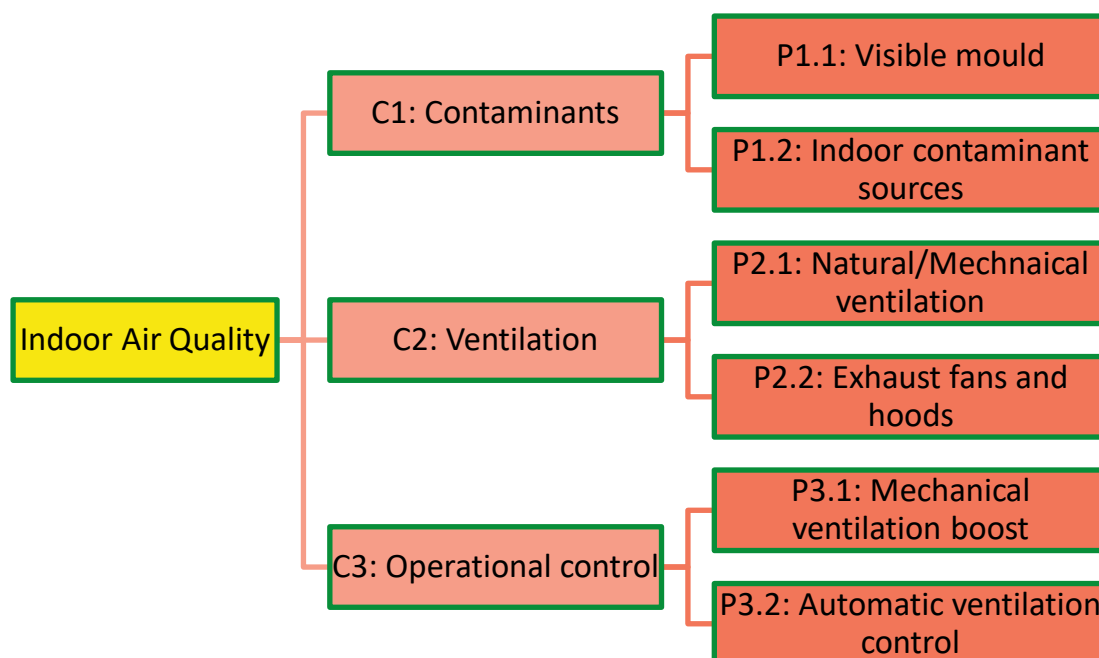 P1.1: Visible mould
C1: Contaminants
P1.2: Indoor contaminant
sources
P2.1: Natural/Mechnaical
ventilation
Indoor Air Quality
C2: Ventilation
P2.2: Exhaust fans and
hoods
P3.1: Mechanical
ventilation boost
C3: Operational control
P3.2: Automatic ventilation
control